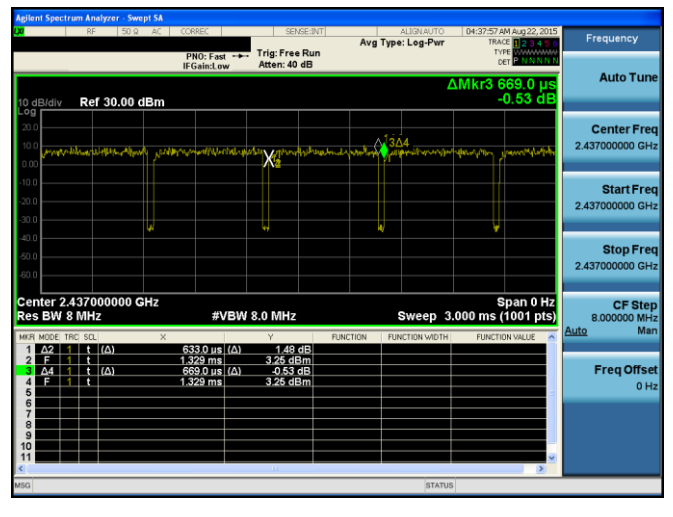 Agilent Spectrum Analyzer - Swept SA
RF 50 Ω AC CORREC SENSE:INT ALIGN AUTO 04:37:57 AM Aug 22, 2015
PNO: Fast
IFGain:Low
Trig: Free Run
Atten: 40 dB
Avg Type: Log-Pwr
TRACE 1 2 3 4 5 6
TYPE
DET P N N N N N
ΔMkr3 669.0 µs
-0.53 dB
10 dB/div Ref 30.00 dBm
Log
20.0
10.0
0.00
-10.0
-20.0
-30.0
-40.0
-50.0
-60.0
2
1 3Δ4
Center 2.437000000 GHz Span 0 Hz
Res BW 8 MHz #VBW 8.0 MHz Sweep 3.000 ms (1001 pts)
MKR MODE TRC SCL X Y FUNCTION FUNCTION WIDTH FUNCTION VALUE
1 Δ2 1 t (Δ) 633.0 µs (Δ) 1.48 dB
2 F 1 t 1.329 ms 3.25 dBm
3 Δ4 1 t (Δ) 669.0 µs (Δ) -0.53 dB
4 F 1 t 1.329 ms 3.25 dBm
5
6
7
8
9
10
11
MSG STATUS
Frequency
Auto Tune
Center Freq
2.437000000 GHz
Start Freq
2.437000000 GHz
Stop Freq
2.437000000 GHz
CF Step
8.000000 MHz
Auto Man
Freq Offset
0 Hz